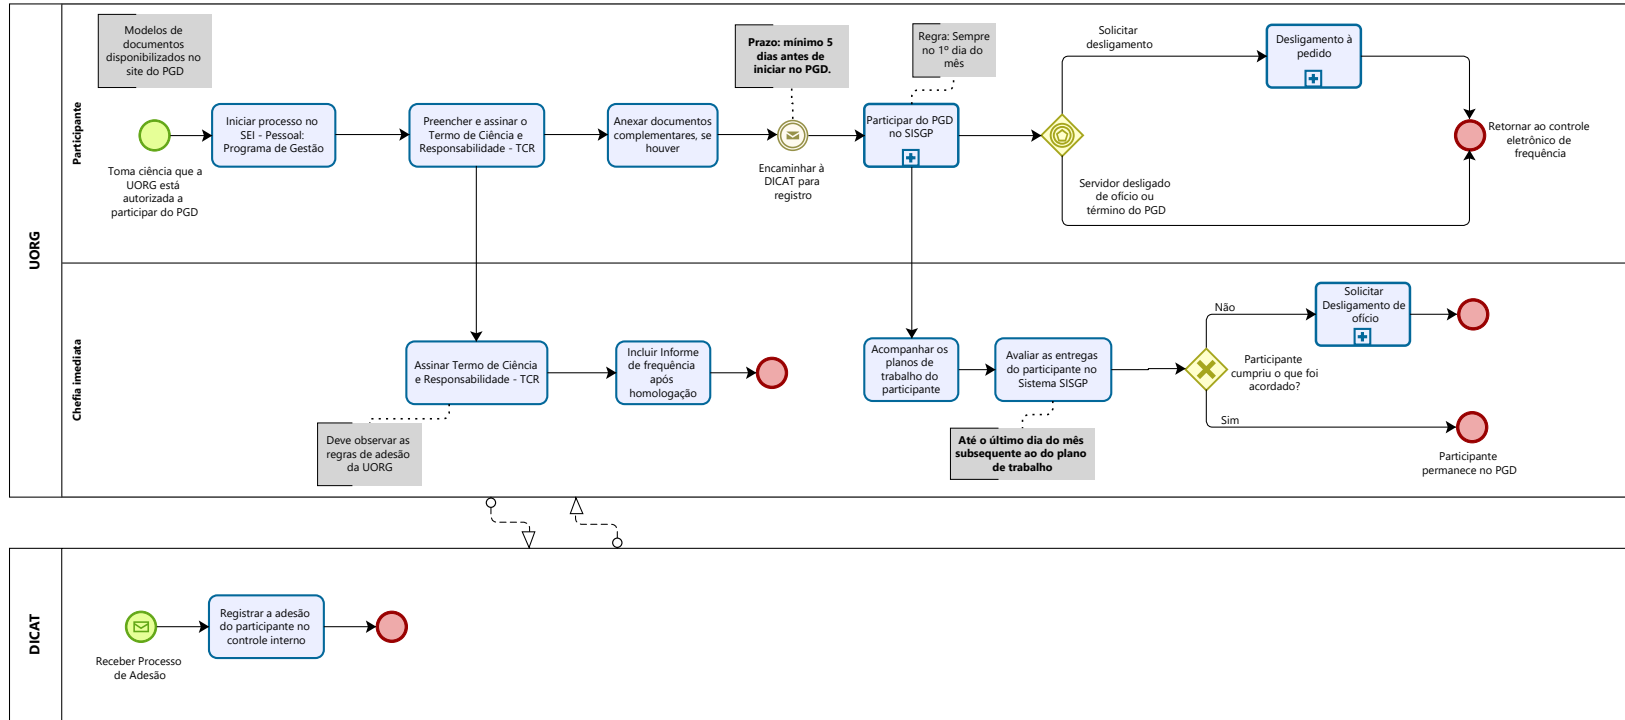 UORG
Participante
Modelos de
documentos
disponibilizados no
site do PGD
Toma ciência que a
UORG está
autorizada a
participar do PGD
Iniciar processo no
SEI - Pessoal:
Programa de Gestão
Preencher e assinar o
Termo de Ciência e
Responsabilidade - TCR
Anexar documentos
complementares, se
houver
Prazo: mínimo 5
dias antes de
iniciar no PGD.
Encaminhar à
DICAT para
registro
Regra: Sempre
no 1º dia do
mês
Participar do PGD
no SISGP
Solicitar
desligamento
Desligamento à
pedido
Servidor desligado
de ofício ou
término do PGD
Retornar ao controle
eletrônico de
frequência
Chefia imediata
Assinar Termo de Ciência
e Responsabilidade - TCR
Deve observar as
regras de adesão
da UORG
Incluir Informe
de frequência
após
homologação
Acompanhar os
planos de
trabalho do
participante
Avaliar as entregas
do participante no
Sistema SISGP
Até o último dia do mês
subsequente ao do plano
de trabalho
Participante
cumpriu o que foi
acordado?
Não
Solicitar
Desligamento de
ofício
Sim
Participante
permanece no PGD
DICAT
Receber Processo
de Adesão
Registrar a adesão
do participante no
controle interno